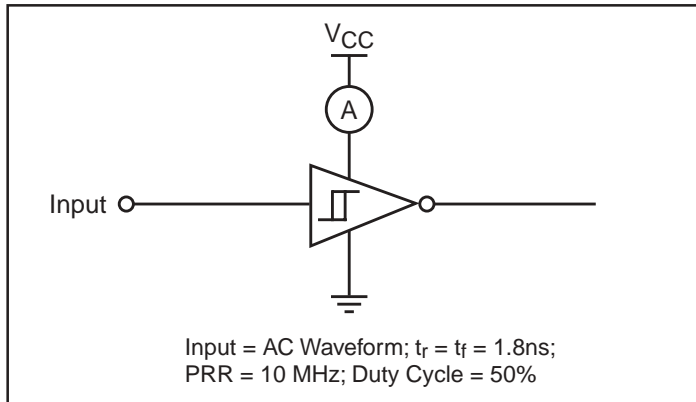 VCC
A
Input
Input = AC Waveform; tr = tf = 1.8ns;
PRR = 10 MHz; Duty Cycle = 50%